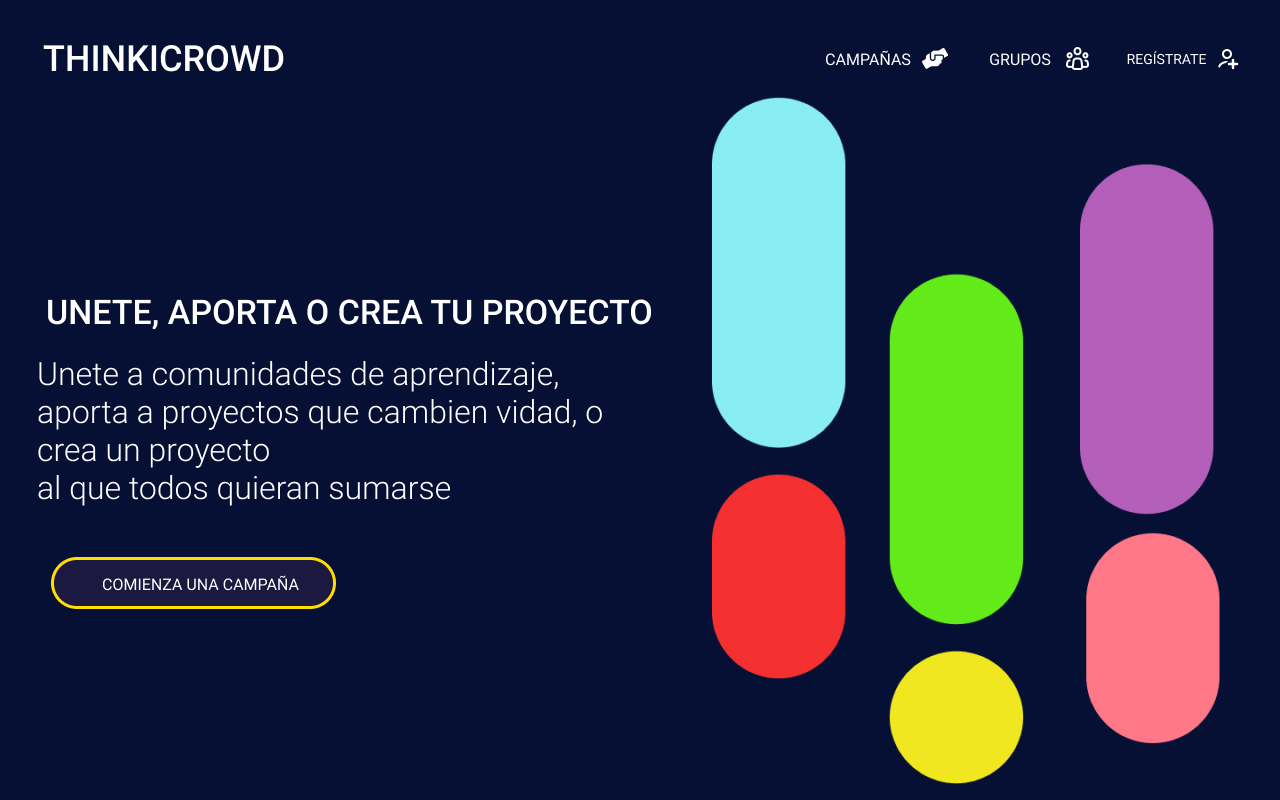 THINKICROWD
CAMPAÑAS
GRUPOS
REGÍSTRATE
UNETE, APORTA O CREA TU PROYECTO
Unete a comunidades de aprendizaje,
aporta a proyectos que cambien vidad, o
crea un proyecto
al que todos quieran sumarse
COMIENZA UNA CAMPAÑA